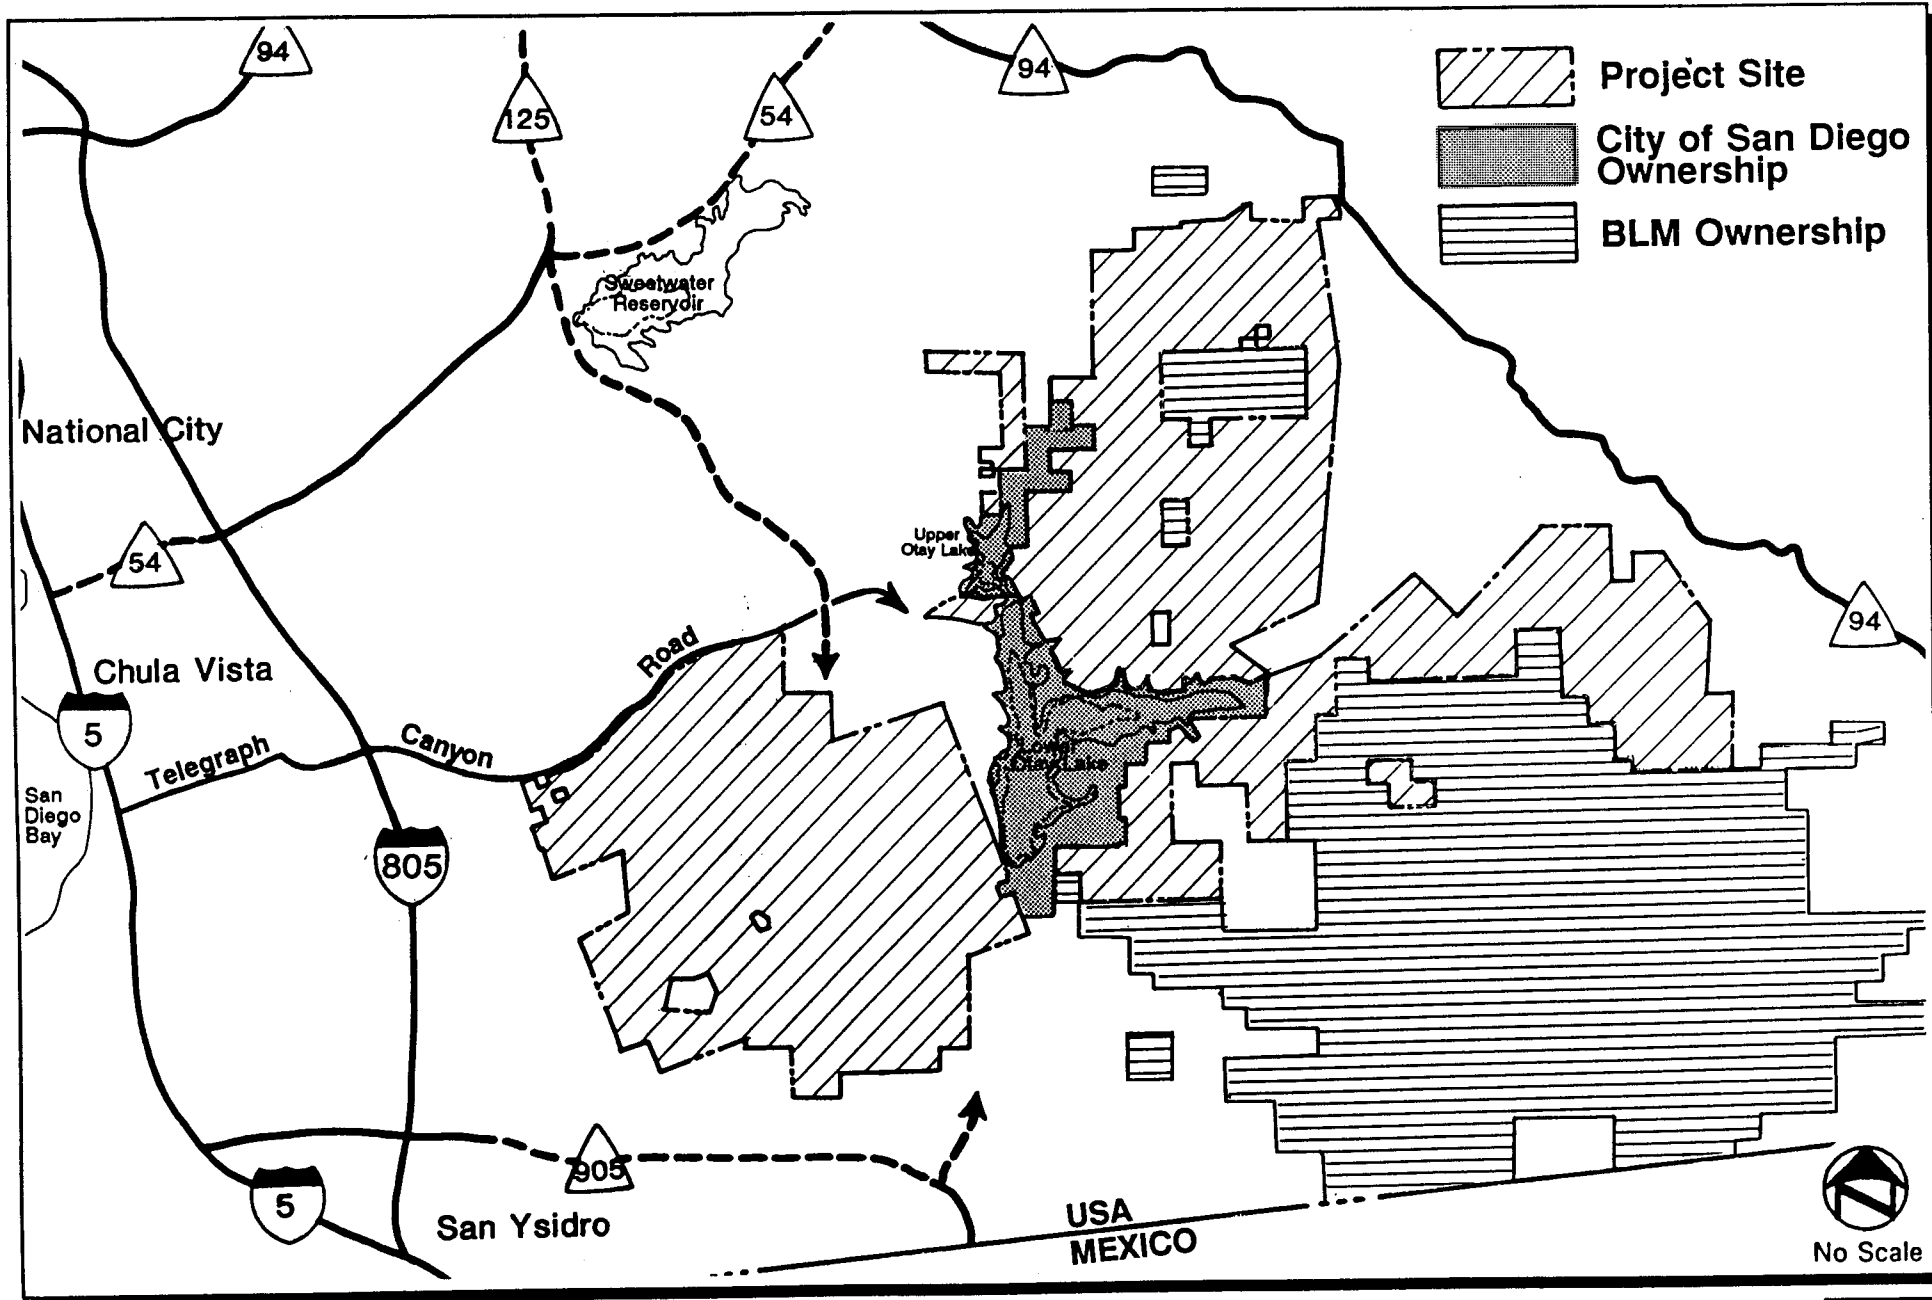 94
125
54
94
Project Site
City of San Diego
Ownership
BLM Ownership
Sweetwater
Reservoir
National City
54
Upper
Otay Lake
94
Chula Vista
5
Telegraph
Canyon
Road
Lower
Otay Lake
San
Diego
Bay
805
905
5
San Ysidro
USA
MEXICO
No Scale